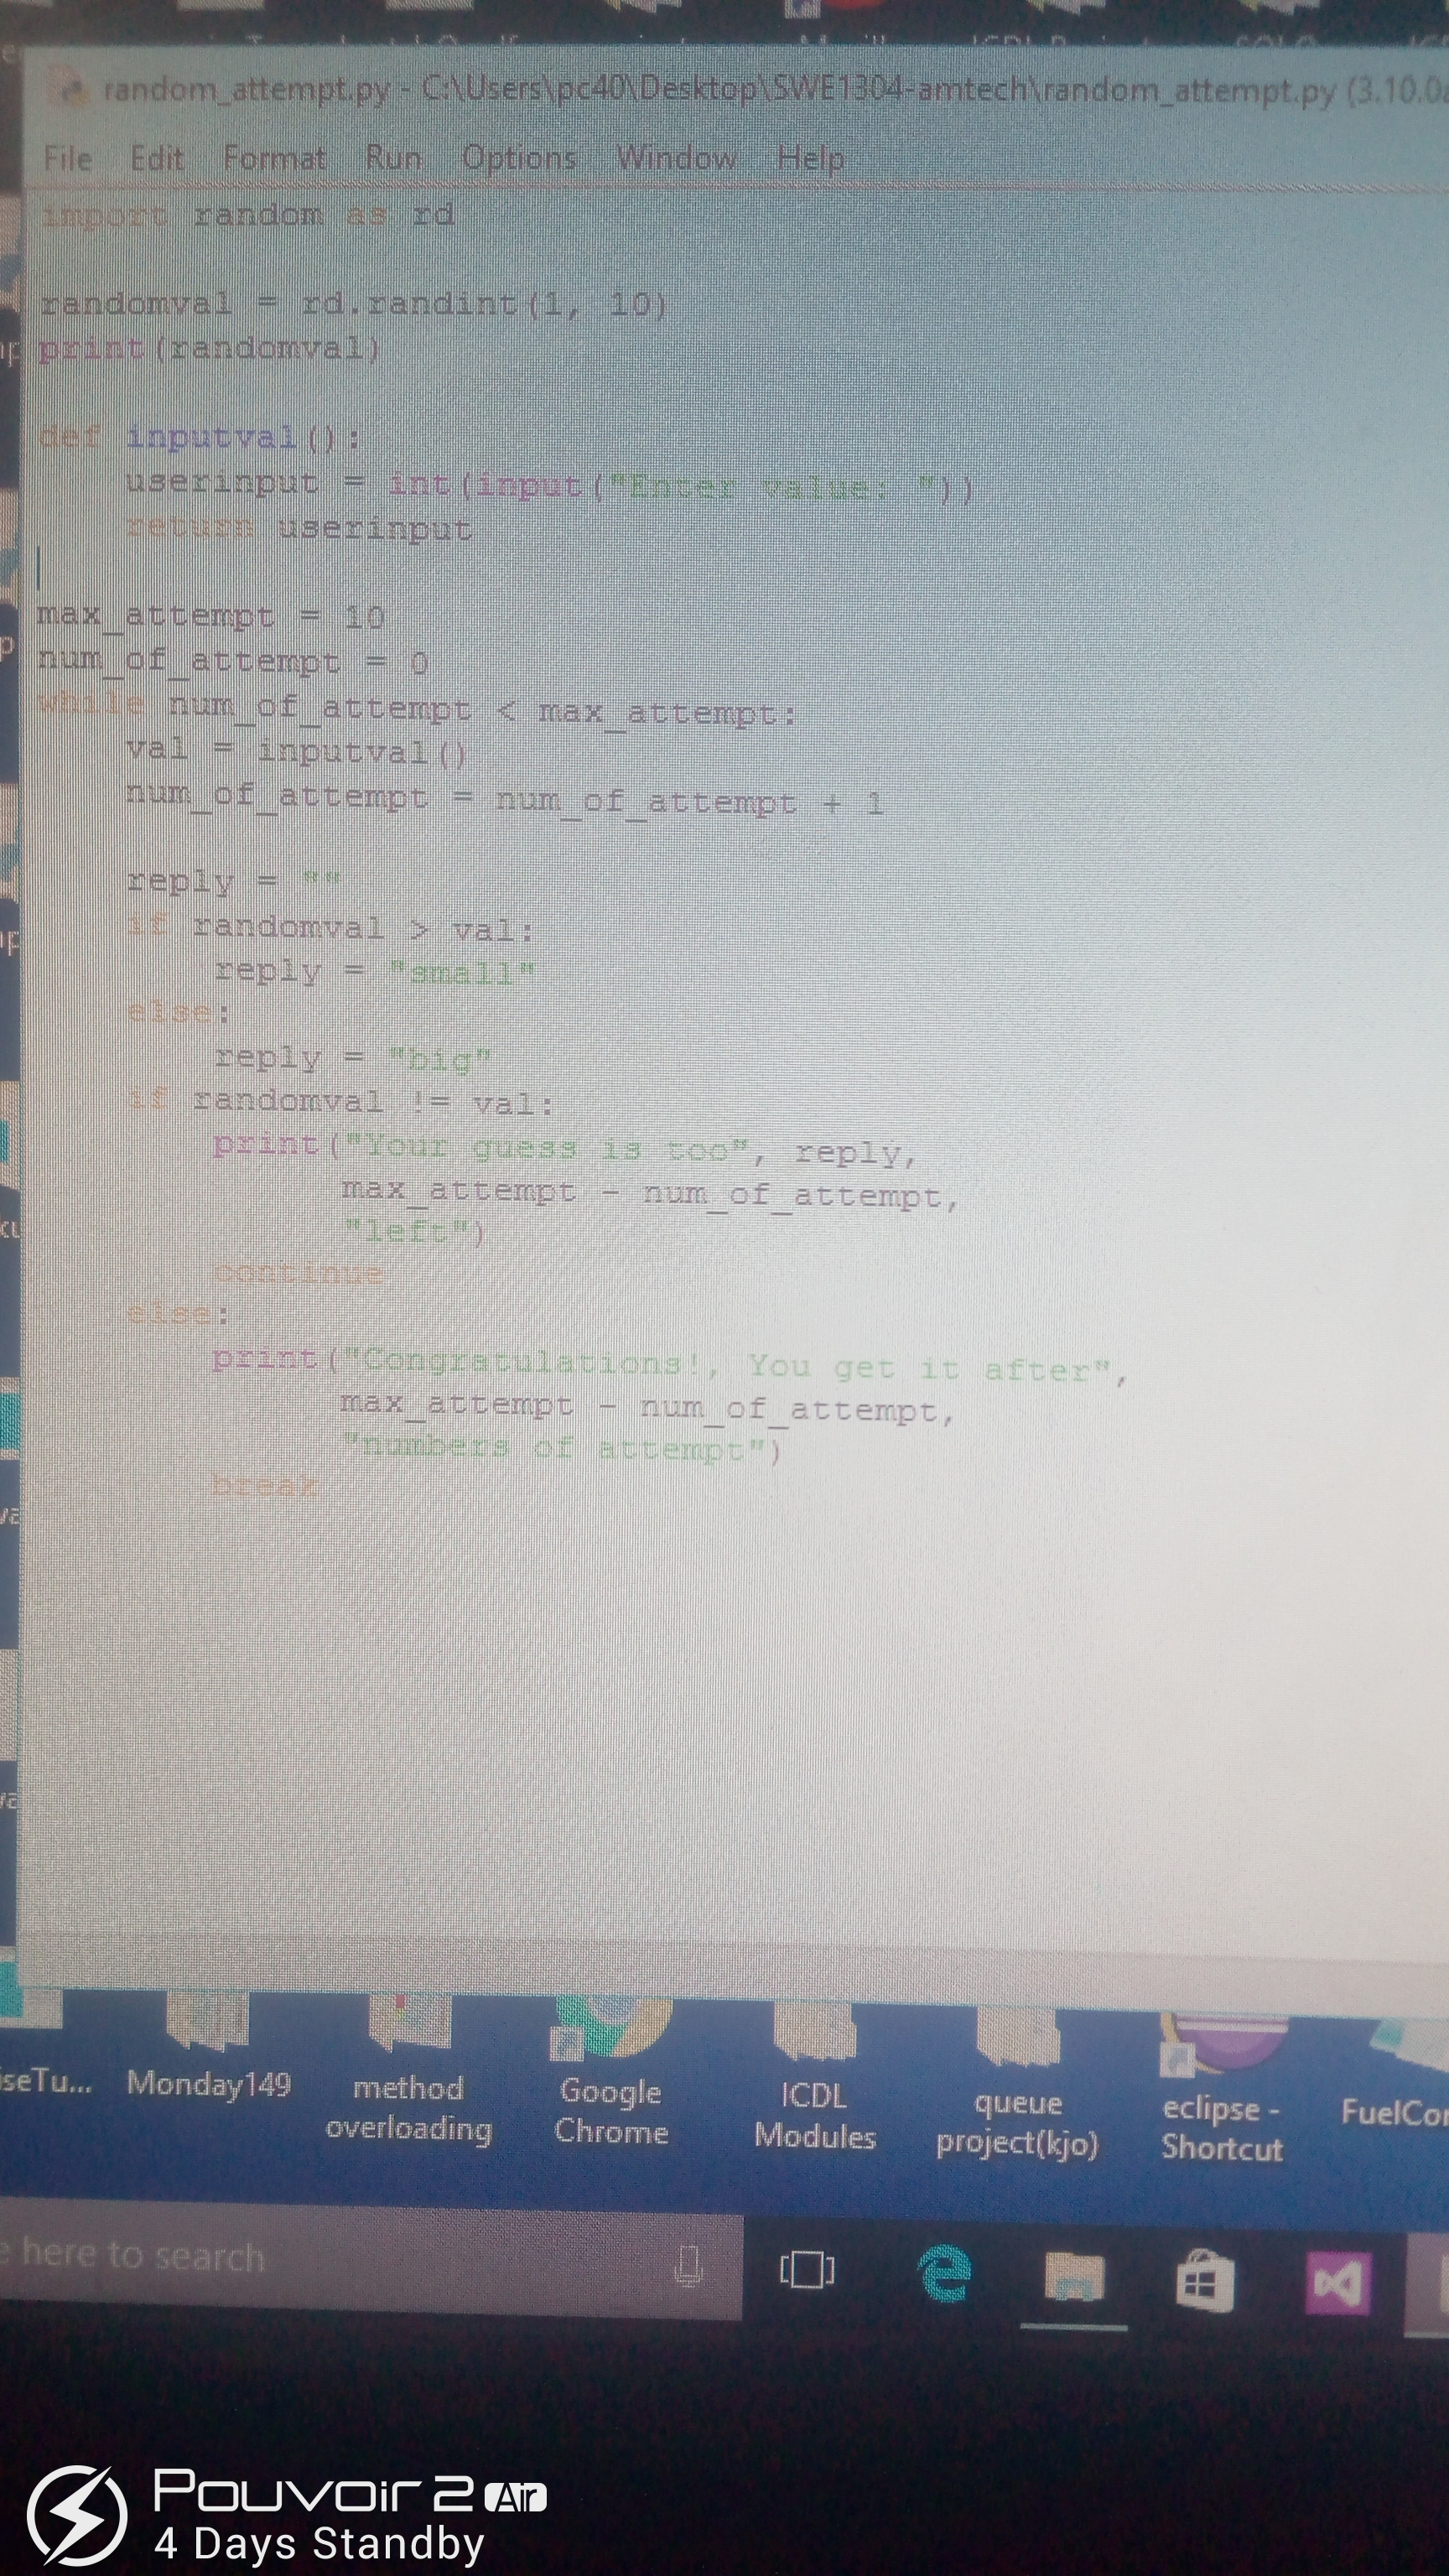 random_attempt.py - C:\Users\pc40\Desktop\SWE1304-amtech\random_attempt.py (3.10.0a
File Edit Format Run Options Window Help
import random as rd
randomval = rd.randint(1, 10)
print(randomval)
def inputval():
    userinput = int(input("Enter value: "))
    return userinput
max_attempt = 10
num_of_attempt = 0
while num_of_attempt < max_attempt:
    val = inputval()
    num_of_attempt = num_of_attempt + 1
    reply = ""
    if randomval > val:
        reply = "small"
    else:
        reply = "big"
    if randomval != val:
        print("Your guess is too", reply,
              max_attempt - num_of_attempt,
              "left")
        continue
    else:
        print("Congratulations!, You get it after",
              max_attempt - num_of_attempt,
              "numbers of attempt")
        break
iseTu... Monday149 method Google ICDL queue eclipse - FuelCor
overloading Chrome Modules project(kjo) Shortcut
e here to search
Pouvoir 2 Air
4 Days Standby